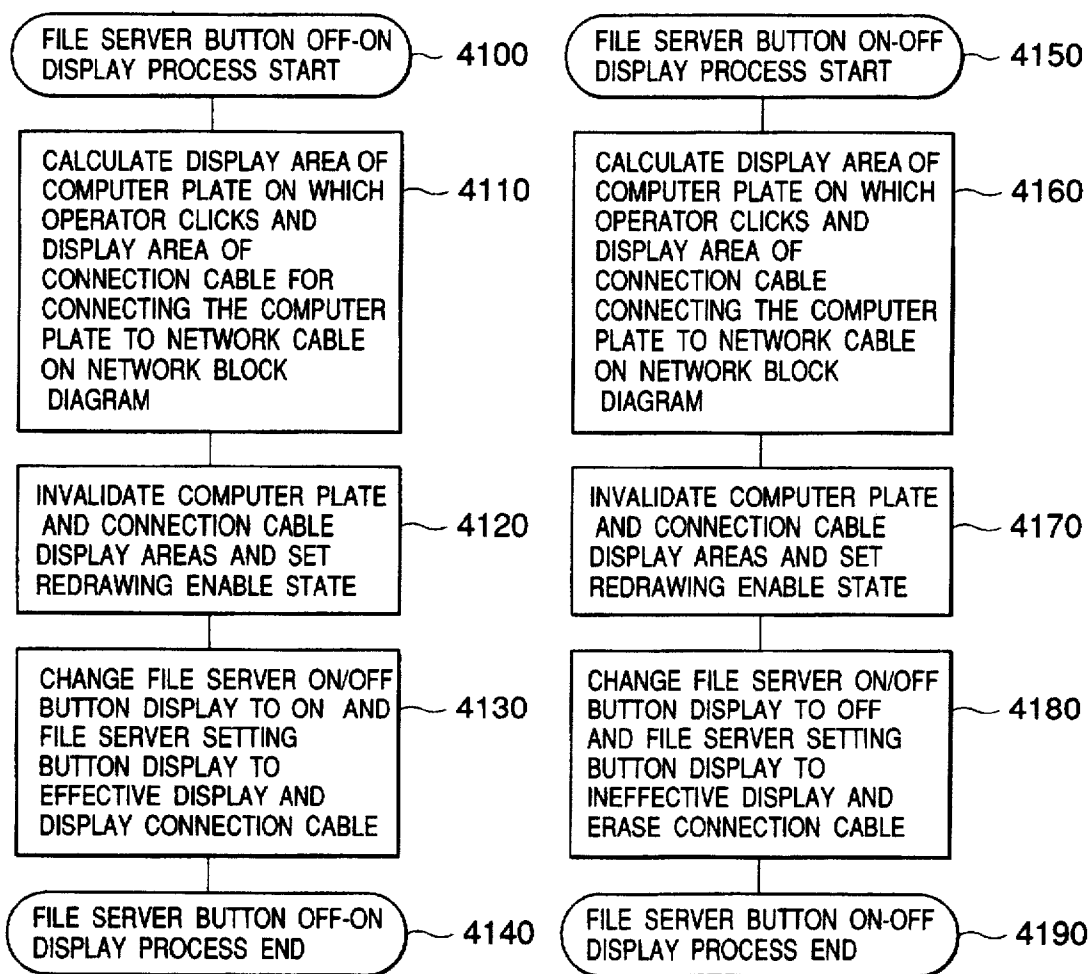 FILE SERVER BUTTON OFF-ON
DISPLAY PROCESS START
4100
CALCULATE DISPLAY AREA OF
COMPUTER PLATE ON WHICH
OPERATOR CLICKS AND
DISPLAY AREA OF
CONNECTION CABLE FOR
CONNECTING THE COMPUTER
PLATE TO NETWORK CABLE
ON NETWORK BLOCK
DIAGRAM
4110
INVALIDATE COMPUTER PLATE
AND CONNECTION CABLE
DISPLAY AREAS AND SET
REDRAWING ENABLE STATE
4120
CHANGE FILE SERVER ON/OFF
BUTTON DISPLAY TO ON AND
FILE SERVER SETTING
BUTTON DISPLAY TO
EFFECTIVE DISPLAY AND
DISPLAY CONNECTION CABLE
4130
FILE SERVER BUTTON OFF-ON
DISPLAY PROCESS END
4140
FILE SERVER BUTTON ON-OFF
DISPLAY PROCESS START
4150
CALCULATE DISPLAY AREA OF
COMPUTER PLATE ON WHICH
OPERATOR CLICKS AND
DISPLAY AREA OF
CONNECTION CABLE
CONNECTING THE COMPUTER
PLATE TO NETWORK CABLE
ON NETWORK BLOCK
DIAGRAM
4160
INVALIDATE COMPUTER PLATE
AND CONNECTION CABLE
DISPLAY AREAS AND SET
REDRAWING ENABLE STATE
4170
CHANGE FILE SERVER ON/OFF
BUTTON DISPLAY TO OFF
AND FILE SERVER SETTING
BUTTON DISPLAY TO
INEFFECTIVE DISPLAY AND
ERASE CONNECTION CABLE
4180
FILE SERVER BUTTON ON-OFF
DISPLAY PROCESS END
4190